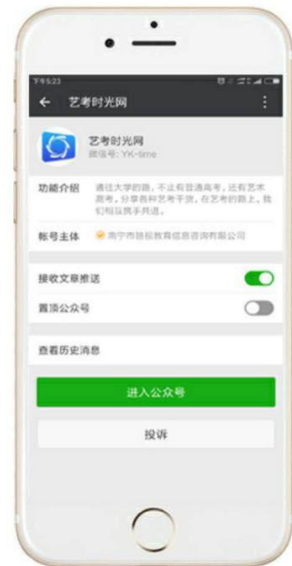 下午5:23
艺考时光网
艺考时光网
微信号: YK-time
功能介绍
通往大学的路，不止有普通高考，还有艺术
高考，分享各种艺考干货，在艺考的路上，我
们相互携手共进。
帐号主体
南宁市
教育信息咨询有限公司
接收文章推送
置顶公众号
查看历史消息
进入公众号
投诉